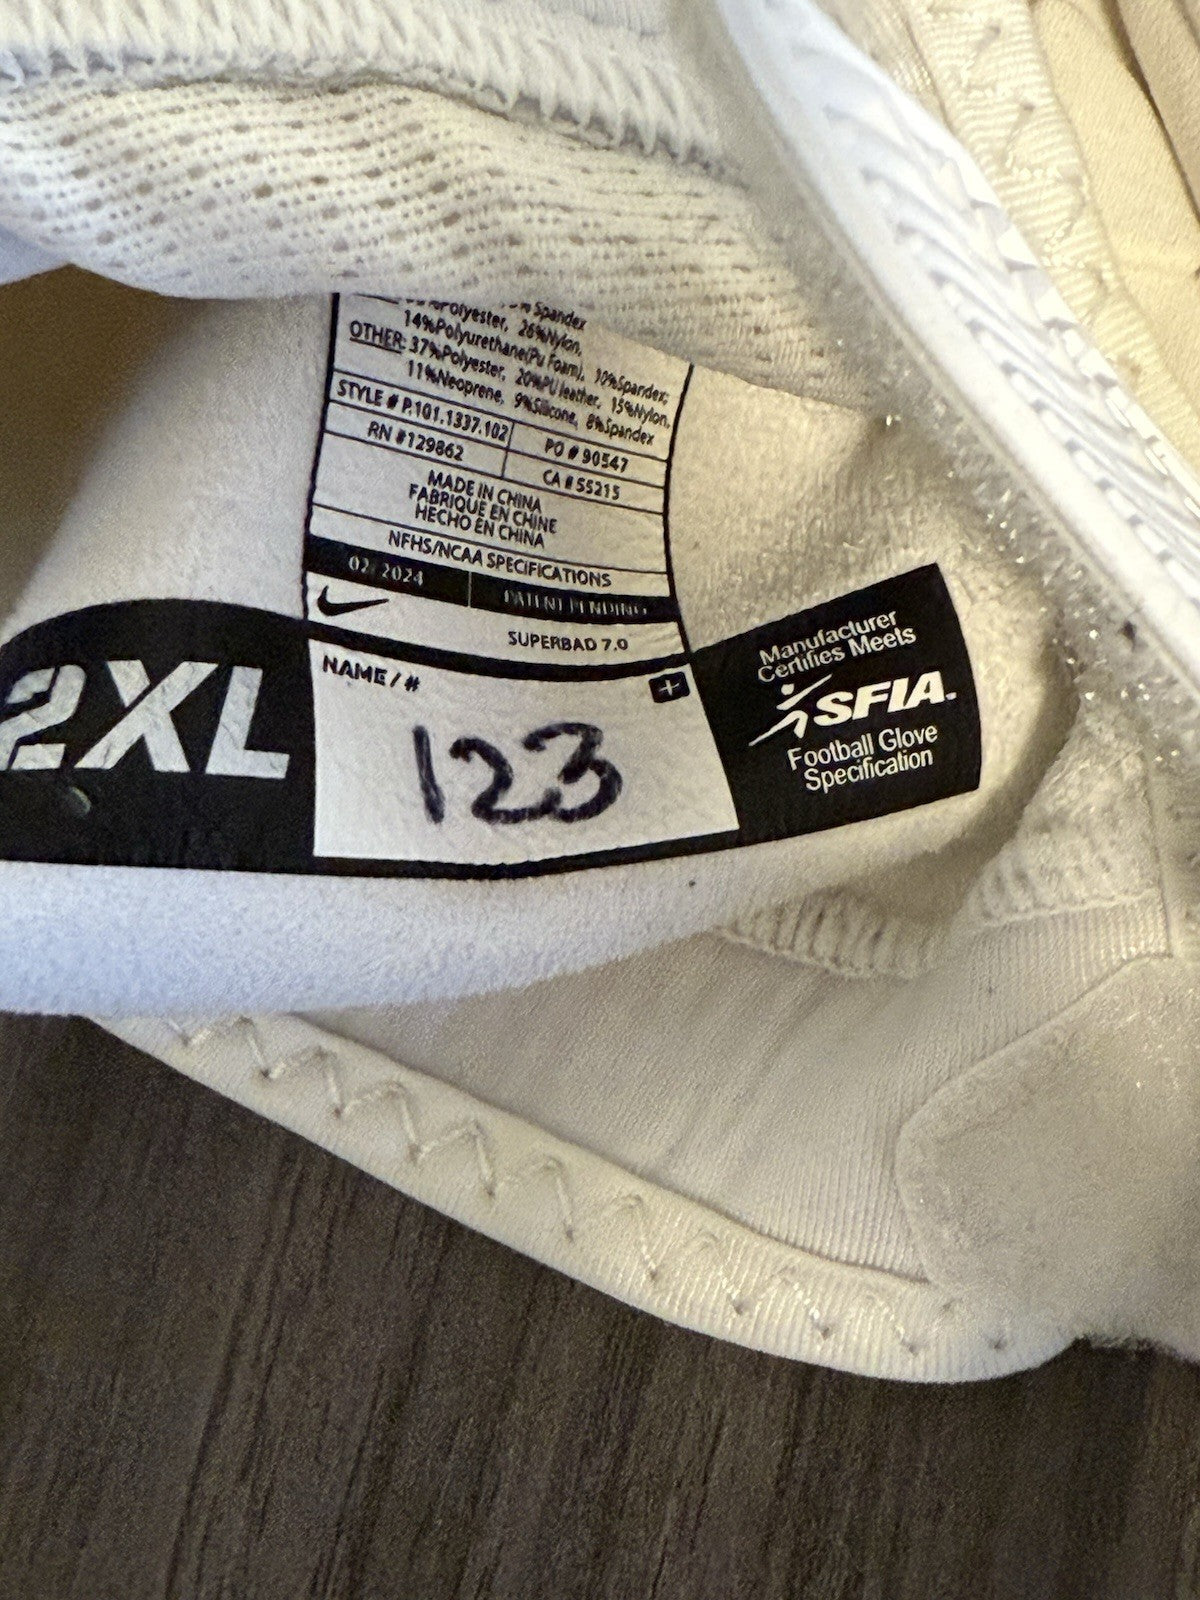 Polyester, 26%Nylon, Spandex
14%Polyurethane(Pu Foam), 10%Spandex;
OTHER: 37%Polyester, 20%PU leather, 15%Nylon,
11%Neoprene, 9%Silicone, 8%Spandex
STYLE # P.101.1337.102 PO # 90547
RN #129862 CA # 55215
MADE IN CHINA
FABRIQUE EN CHINE
HECHO EN CHINA
NFHS/NCAA SPECIFICATIONS
02/2024 PATENT PENDING
SUPERBAD 7.0
2XL
NAME / #
123
Manufacturer
Certifies Meets
SFIA.
Football Glove
Specification